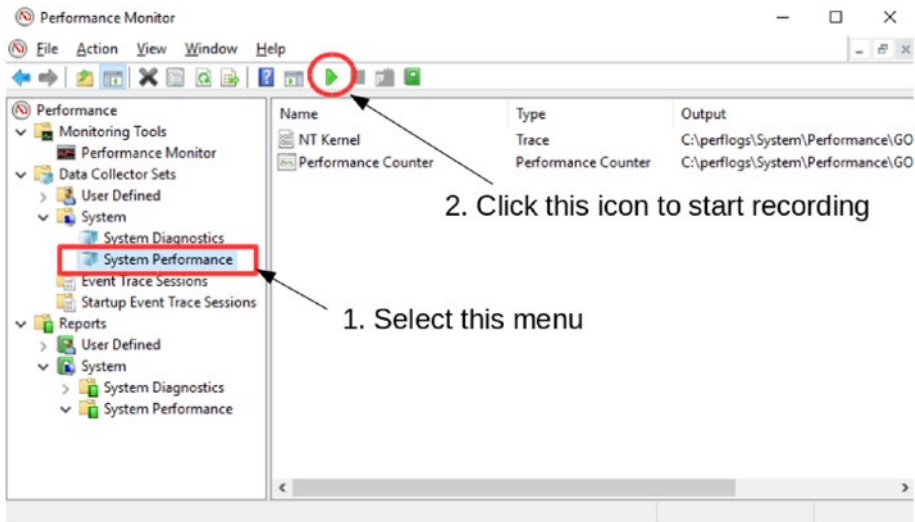 Performance Monitor
File Action View Window Help
Performance
Monitoring Tools
Performance Monitor
Data Collector Sets
User Defined
System
System Diagnostics
System Performance
Event Trace Sessions
Startup Event Trace Sessions
Reports
User Defined
System
System Diagnostics
System Performance
Name Type Output
NT Kernel Trace C:\perflogs\System\Performance\GO
Performance Counter Performance Counter C:\perflogs\System\Performance\GO
2. Click this icon to start recording
1. Select this menu